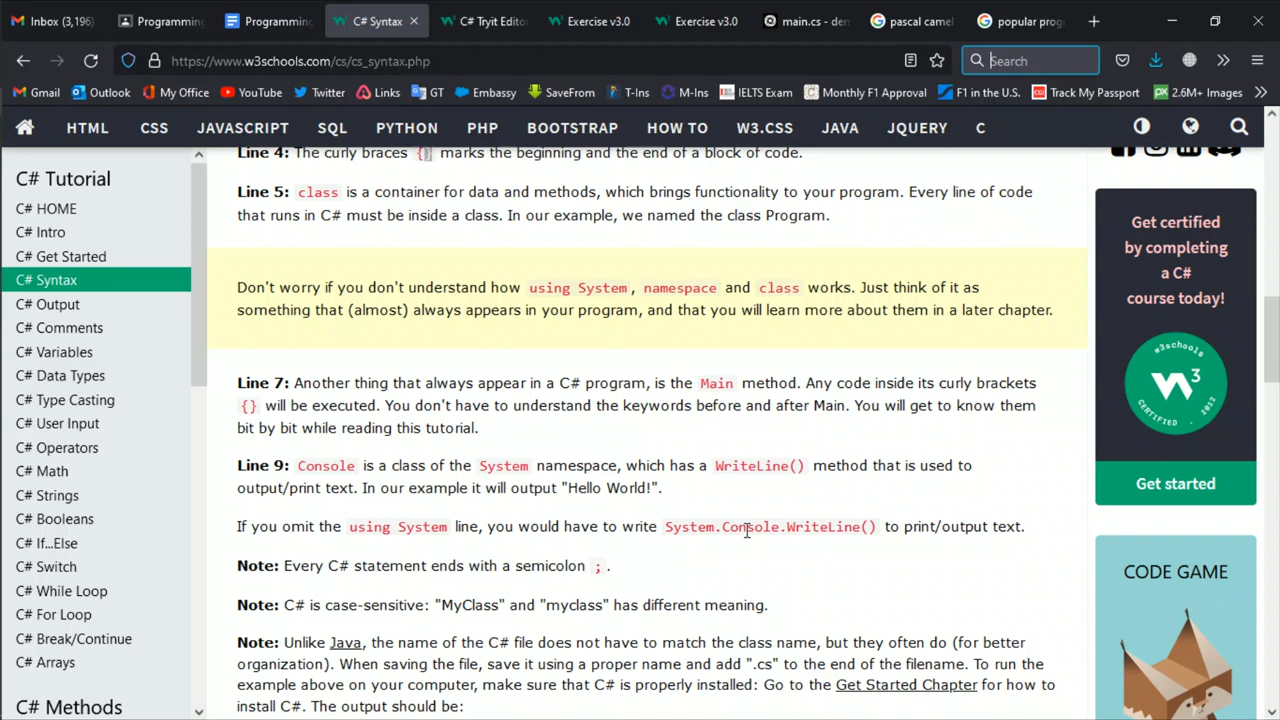 Inbox (3,196)
Programming
Programming
C# Syntax
C# Tryit Edito
Exercise v3.0
Exercise v3.0
main.cs - den
pascal camel
popular prog
https://www.w3schools.com/cs/cs_syntax.php
Search
Gmail
Outlook
My Office
YouTube
Twitter
Links
GT
Embassy
SaveFrom
T-Ins
M-Ins
IELTS Exam
Monthly F1 Approval
F1 in the U.S.
Track My Passport
2.6M+ Images
HTML
CSS
JAVASCRIPT
SQL
PYTHON
PHP
BOOTSTRAP
HOW TO
W3.CSS
JAVA
JQUERY
C
C# Tutorial
C# HOME
C# Intro
C# Get Started
C# Syntax
C# Output
C# Comments
C# Variables
C# Data Types
C# Type Casting
C# User Input
C# Operators
C# Math
C# Strings
C# Booleans
C# If...Else
C# Switch
C# While Loop
C# For Loop
C# Break/Continue
C# Arrays
C# Methods
Line 4: The curly braces {} marks the beginning and the end of a block of code.
Line 5: class is a container for data and methods, which brings functionality to your program. Every line of code
that runs in C# must be inside a class. In our example, we named the class Program.
Don't worry if you don't understand how using System, namespace and class works. Just think of it as
something that (almost) always appears in your program, and that you will learn more about them in a later chapter.
Line 7: Another thing that always appear in a C# program, is the Main method. Any code inside its curly brackets
{} will be executed. You don't have to understand the keywords before and after Main. You will get to know them
bit by bit while reading this tutorial.
Line 9: Console is a class of the System namespace, which has a WriteLine() method that is used to
output/print text. In our example it will output "Hello World!".
If you omit the using System line, you would have to write System.Console.WriteLine() to print/output text.
Note: Every C# statement ends with a semicolon ;.
Note: C# is case-sensitive: "MyClass" and "myclass" has different meaning.
Note: Unlike Java, the name of the C# file does not have to match the class name, but they often do (for better
organization). When saving the file, save it using a proper name and add ".cs" to the end of the filename. To run the
example above on your computer, make sure that C# is properly installed: Go to the Get Started Chapter for how to
install C#. The output should be:
Get certified
by completing
a C#
course today!
w3schools
3
CERTIFIED . 2022
Get started
CODE GAME